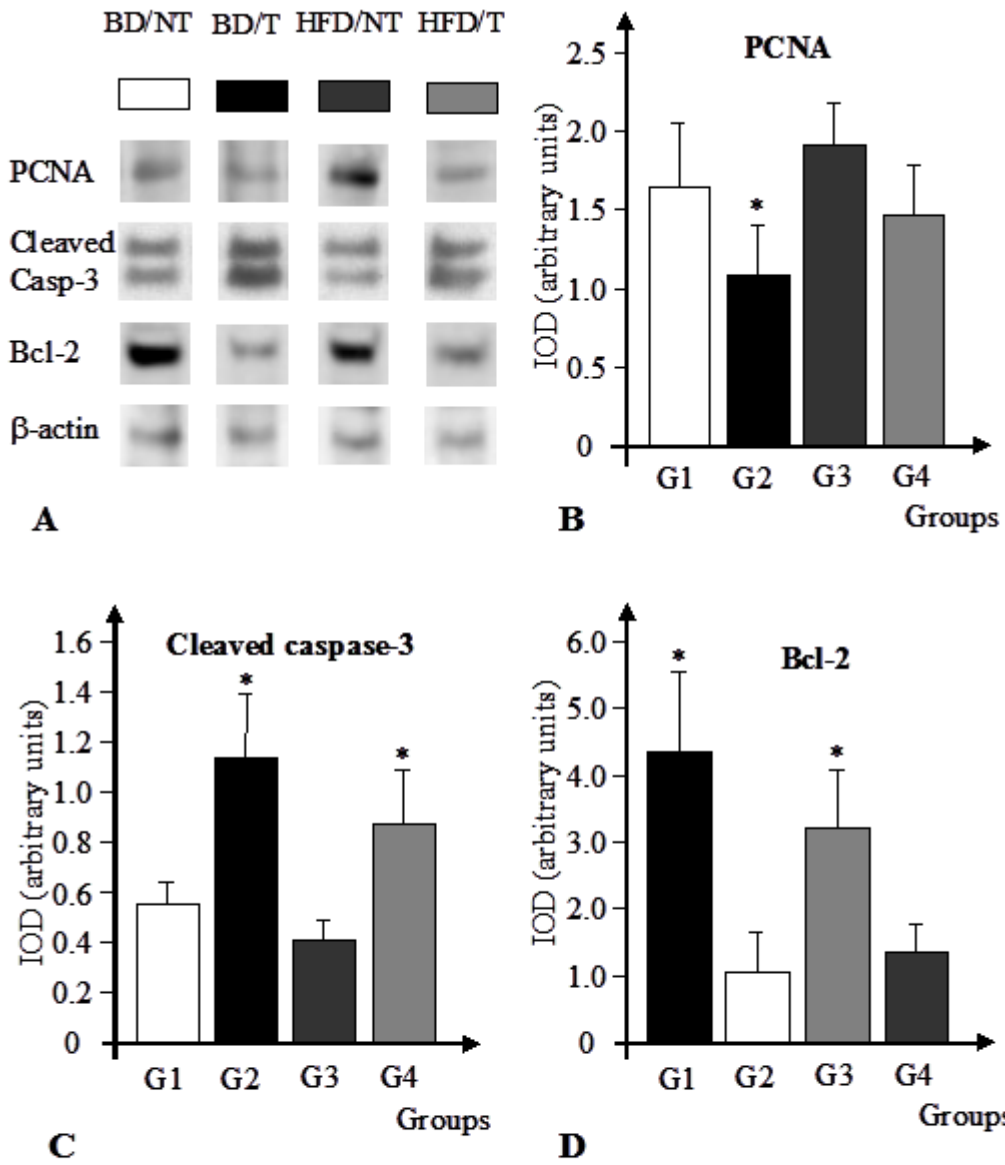 BD/NT BD/T HFD/NT HFD/T
PCNA
Cleaved
Casp-3
Bcl-2
β-actin
A
PCNA
IOD (arbitrary units)
2.5
2.0
1.5
1.0
0.5
0
*
G1 G2 G3 G4
Groups
B
Cleaved caspase-3
IOD (arbitrary units)
1.6
1.4
1.2
1.0
0.8
0.6
0.4
0.2
0
* *
G1 G2 G3 G4
Groups
C
Bcl-2
IOD (arbitrary units)
6.0
5.0
4.0
3.0
2.0
1.0
0
* *
G1 G2 G3 G4
Groups
D